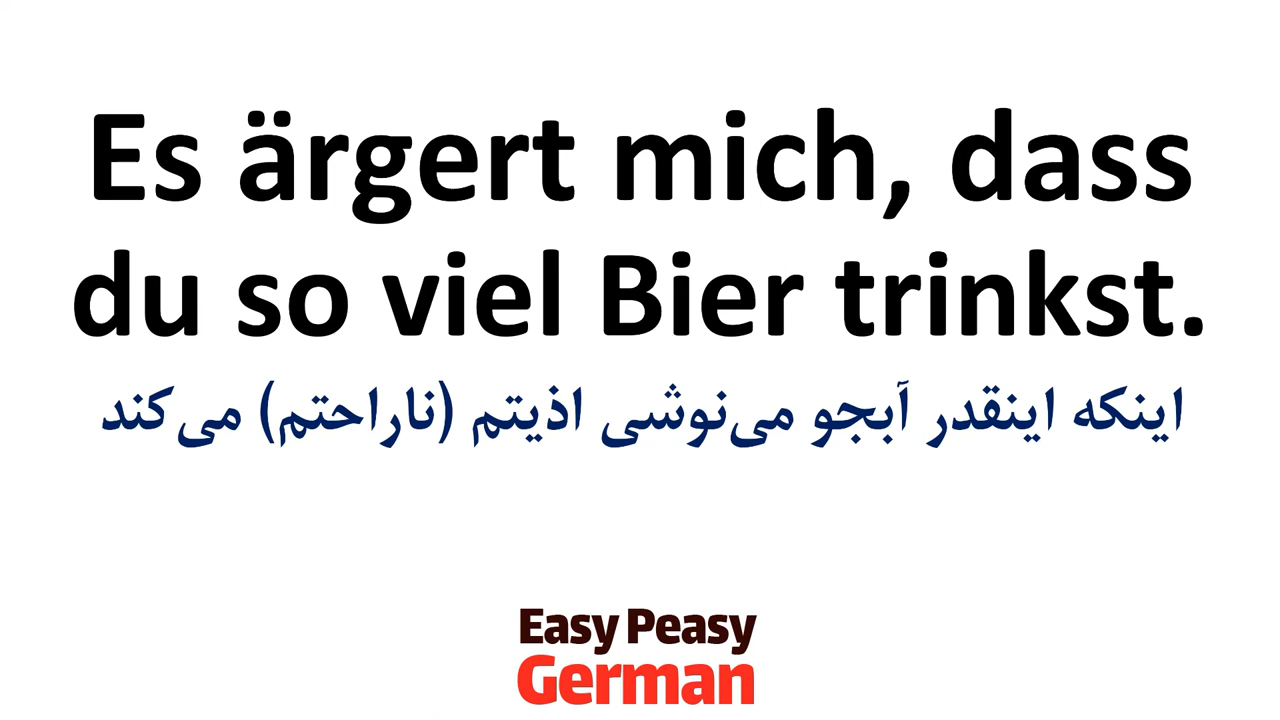 Es ärgert mich, dass
du so viel Bier trinkst.
اینکه اینقدر آبجو می‌نوشی اذیتم (ناراحتم) می‌کند
Easy Peasy
German